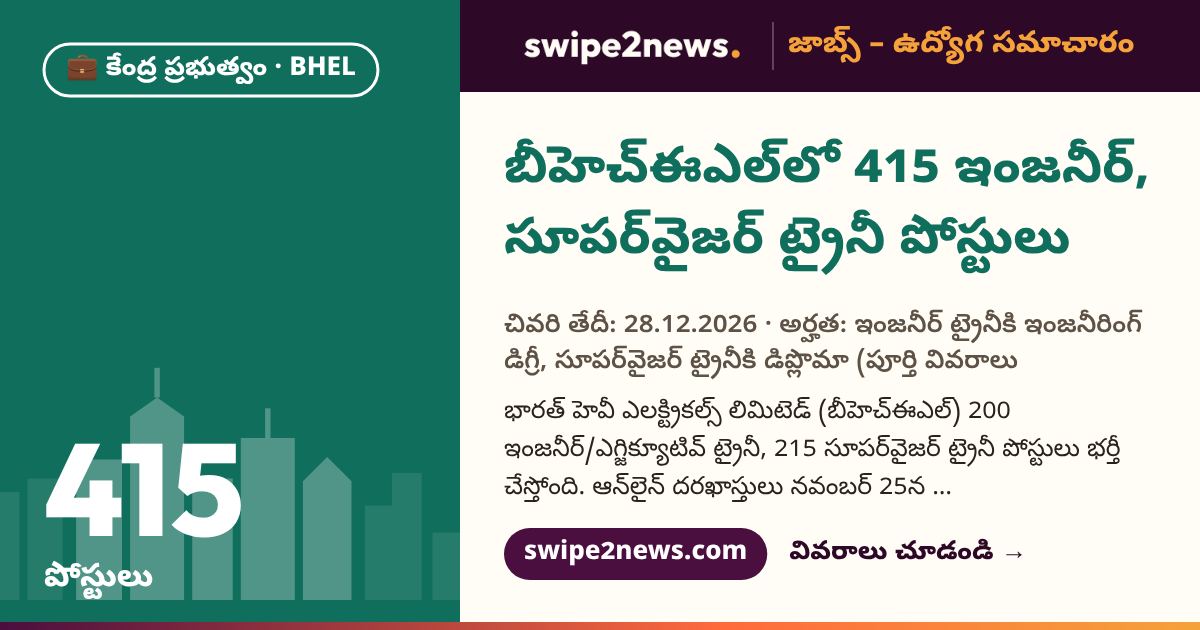 💼 కేంద్ర ప్రభుత్వం · BHEL
swipe2news.
జాబ్స్ – ఉద్యోగ సమాచారం
బీహెచ్ఈఎల్‌లో 415 ఇంజనీర్,
సూపర్‌వైజర్ ట్రైనీ పోస్టులు
చివరి తేదీ: 28.12.2026 · అర్హత: ఇంజనీర్ ట్రైనీకి ఇంజనీరింగ్
డిగ్రీ, సూపర్‌వైజర్ ట్రైనీకి డిప్లొమా (పూర్తి వివరాలు
భారత్ హెవీ ఎలక్ట్రికల్స్ లిమిటెడ్ (బీహెచ్ఈఎల్) 200
ఇంజనీర్/ఎగ్జిక్యూటివ్ ట్రైనీ, 215 సూపర్‌వైజర్ ట్రైనీ పోస్టులు భర్తీ
చేస్తోంది. ఆన్‌లైన్ దరఖాస్తులు నవంబర్ 25న ...
415
పోస్టులు
swipe2news.com
వివరాలు చూడండి →